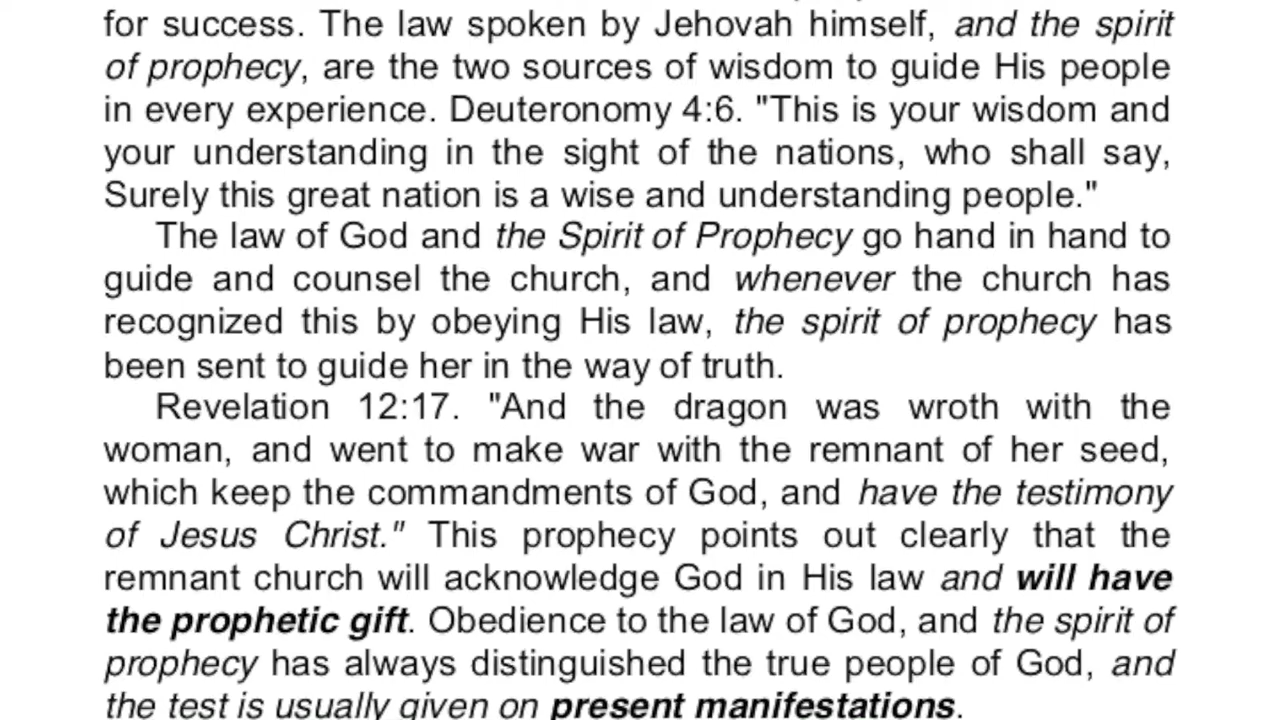 for success. The law spoken by Jehovah himself, and the spirit
of prophecy, are the two sources of wisdom to guide His people
in every experience. Deuteronomy 4:6. "This is your wisdom and
your understanding in the sight of the nations, who shall say,
Surely this great nation is a wise and understanding people."
The law of God and the Spirit of Prophecy go hand in hand to
guide and counsel the church, and whenever the church has
recognized this by obeying His law, the spirit of prophecy has
been sent to guide her in the way of truth.
Revelation 12:17. "And the dragon was wroth with the
woman, and went to make war with the remnant of her seed,
which keep the commandments of God, and have the testimony
of Jesus Christ." This prophecy points out clearly that the
remnant church will acknowledge God in His law and will have
the prophetic gift. Obedience to the law of God, and the spirit of
prophecy has always distinguished the true people of God, and
the test is usually given on present manifestations.